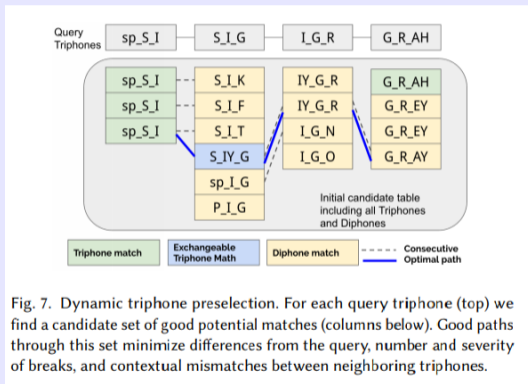 Query
Triphones
sp_S_I
S_I_G
I_G_R
G_R_AH
sp_S_I
S_I_K
IY_G_R
G_R_AH
sp_S_I
S_I_F
IY_G_R
G_R_EY
sp_S_I
S_I_T
I_G_N
G_R_EY
S_IY_G
I_G_O
G_R_AY
sp_I_G
P_I_G
Initial candidate table
including all Triphones
and Diphones
Triphone match
Exchangeable
Triphone Math
Diphone match
Consecutive
Optimal path
Fig. 7. Dynamic triphone preselection. For each query triphone (top) we
find a candidate set of good potential matches (columns below). Good paths
through this set minimize differences from the query, number and severity
of breaks, and contextual mismatches between neighboring triphones.